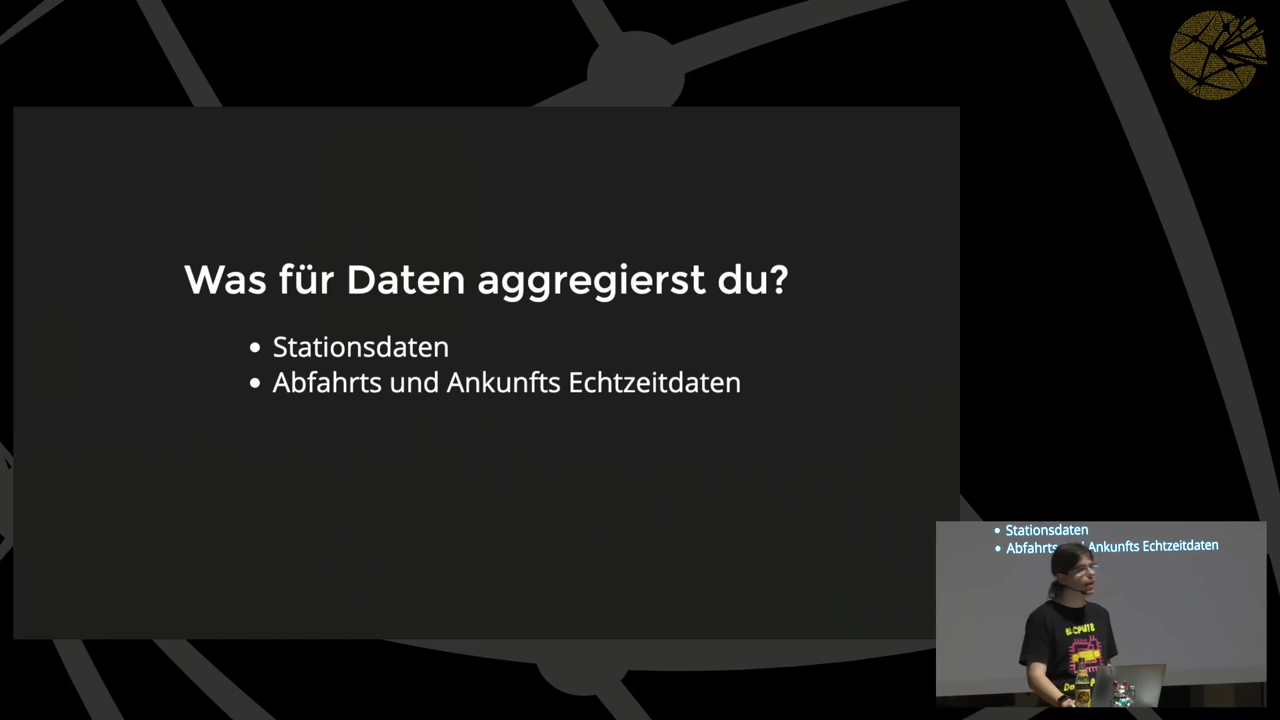 Was für Daten aggregierst du?
• Stationsdaten
• Abfahrts und Ankunfts Echtzeitdaten
• Stationsdaten
• Abfahrts und Ankunfts Echtzeitdaten